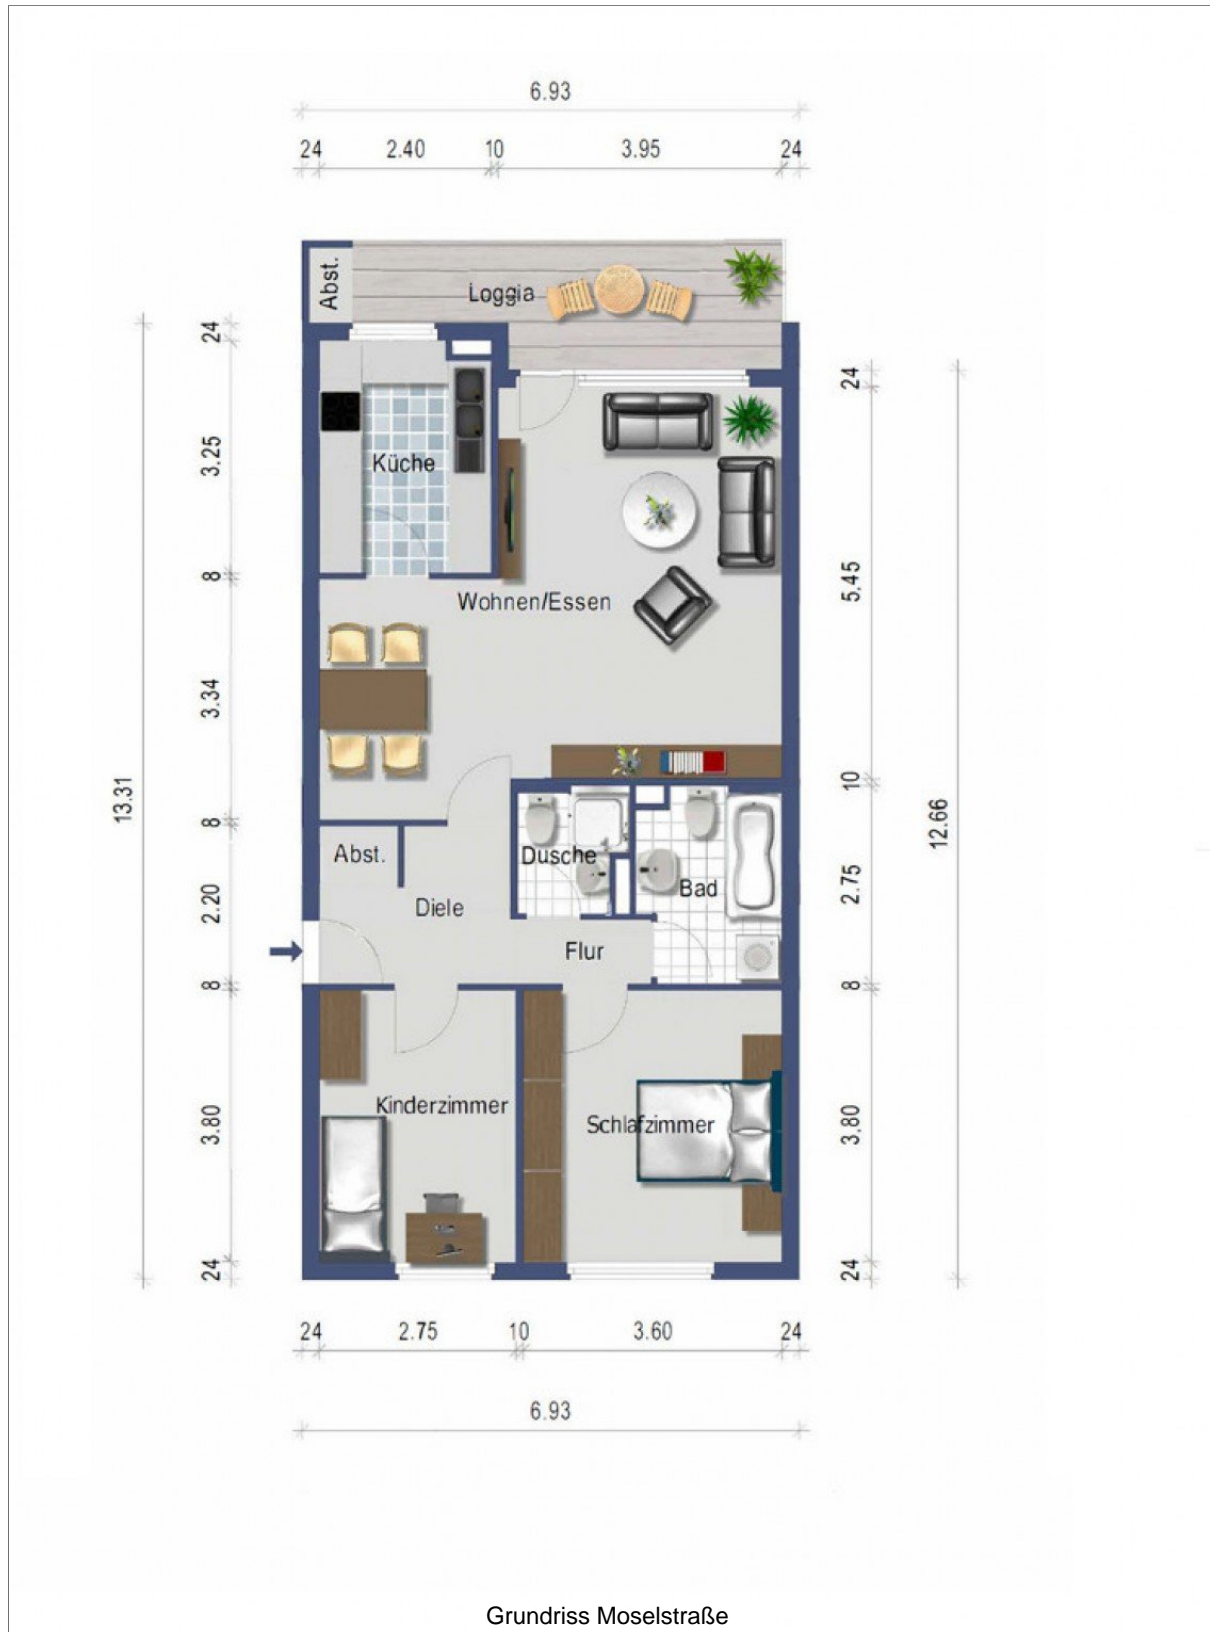 6.93
24 2.40 10 3.95 24
Abst.
Loggia
24
24
3.25
Küche
5.45
8
Wohnen/Essen
3.34
13.31
10
12.66
8
Abst.
Dusche
Bad
2.75
2.20
Diele
Flur
8
8
Kinderzimmer
3.80
Schlafzimmer
3.80
24
24
24 2.75 10 3.60 24
6.93
Grundriss Moselstraße